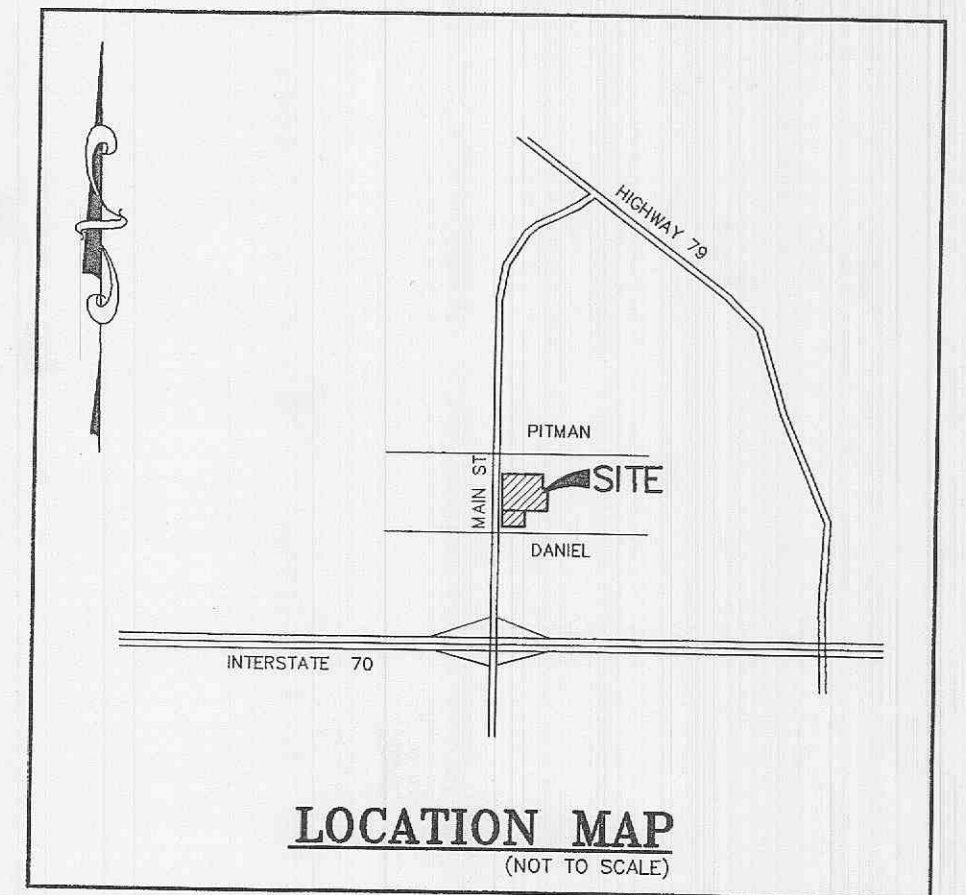 HIGHWAY 79
PITMAN
MAIN ST
SITE
DANIEL
INTERSTATE 70
LOCATION MAP
(NOT TO SCALE)